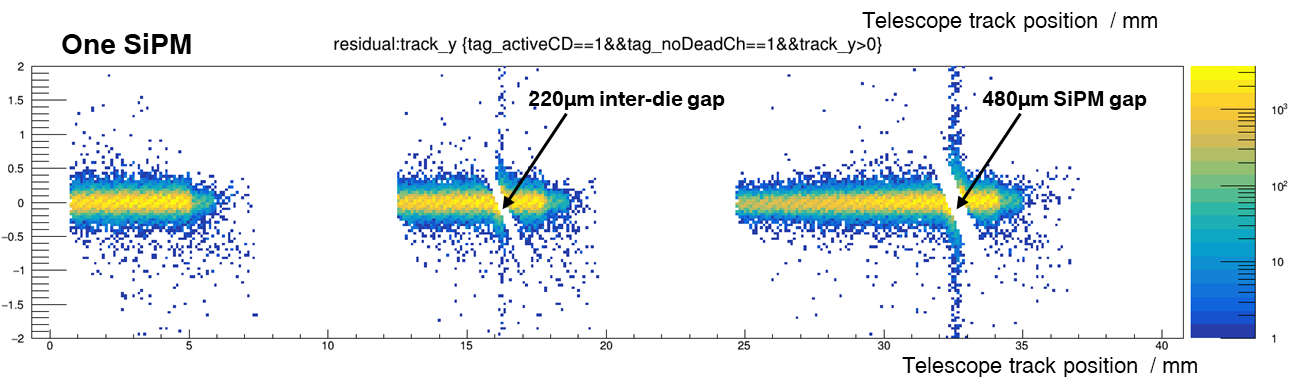 Telescope track position / mm
One SiPM
residual:track_y {tag_activeCD==1&&tag_noDeadCh==1&&track_y>0}
220µm inter-die gap
480µm SiPM gap
2
1.5
1
0.5
0
−0.5
−1
−1.5
−2
0 5 10 15 20 25 30 35 40
10³
10²
10
1
Telescope track position / mm